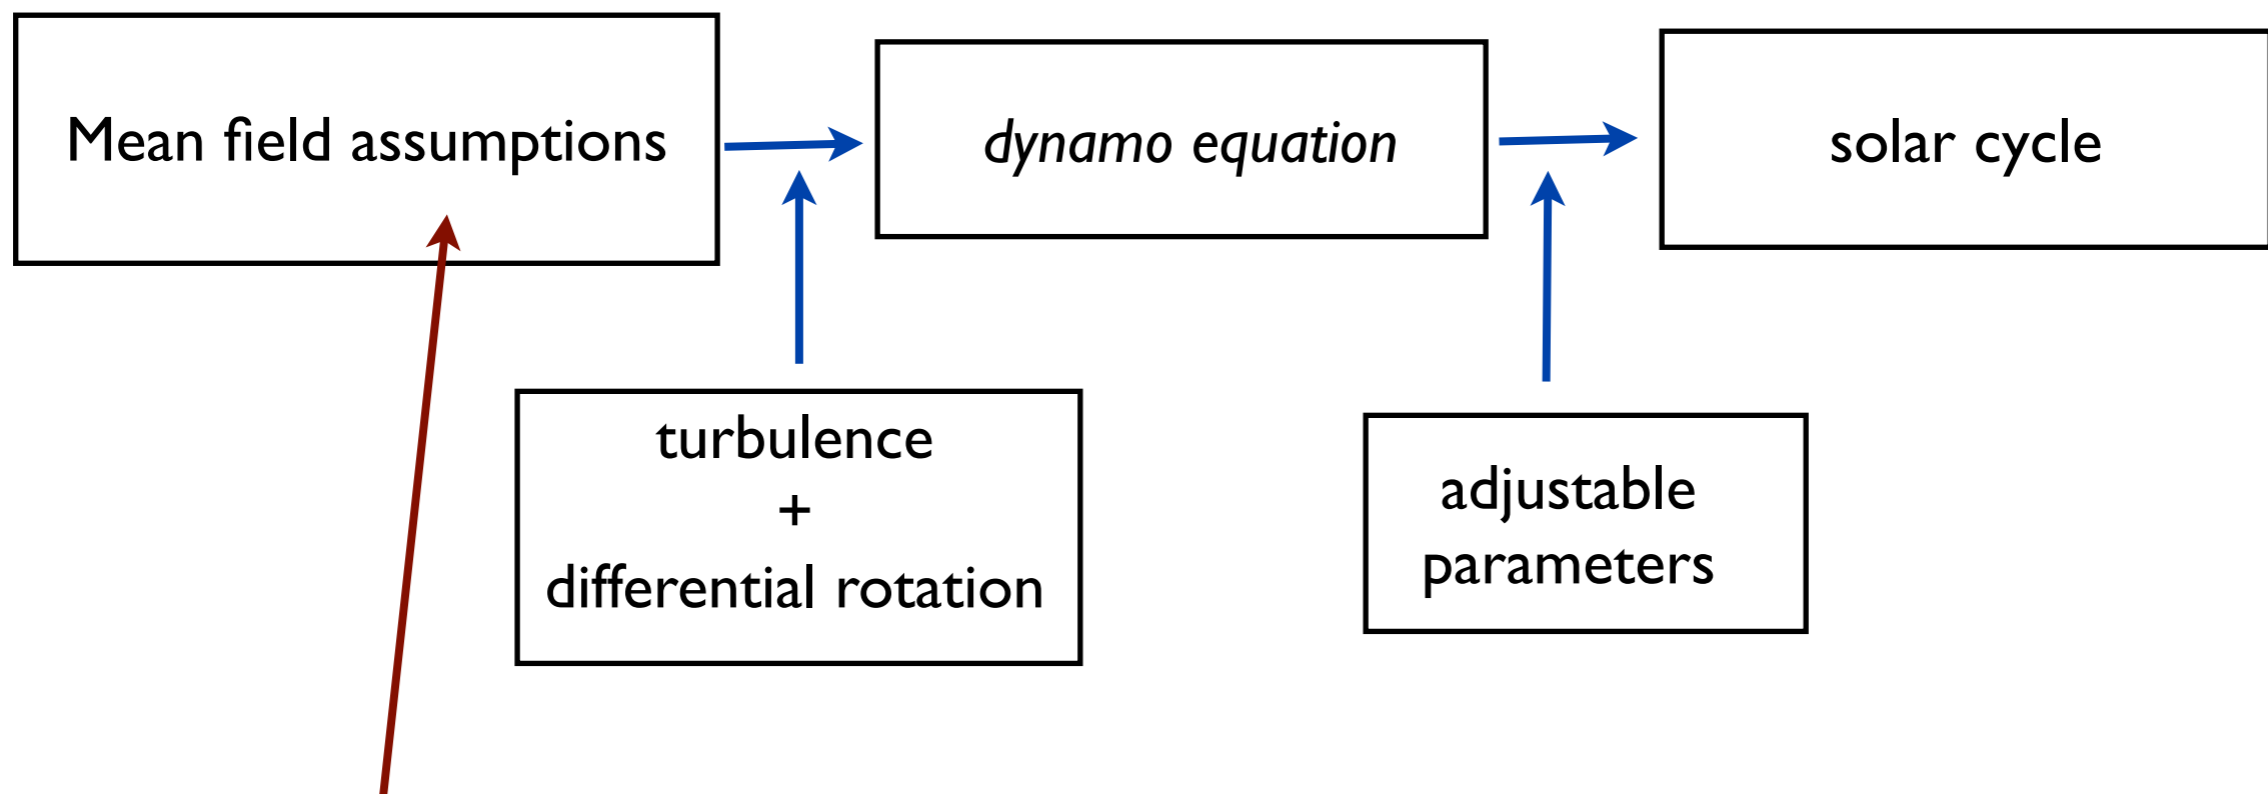 Mean field assumptions
dynamo equation
solar cycle
turbulence
+
differential rotation
adjustable
parameters